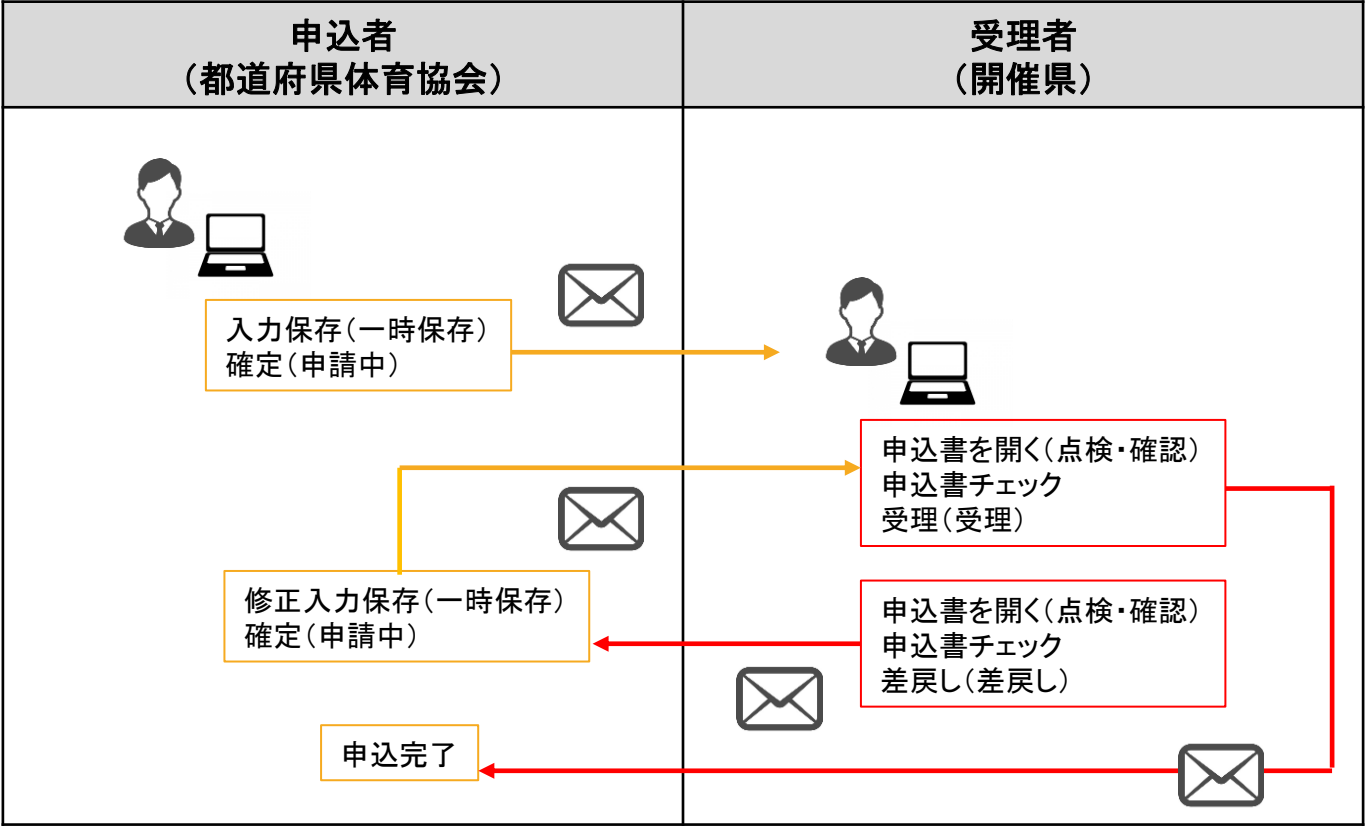 申込者
（都道府県体育協会）
受理者
（開催県）
入力保存（一時保存）
確定（申請中）
申込書を開く（点検・確認）
申込書チェック
受理（受理）
修正入力保存（一時保存）
確定（申請中）
申込書を開く（点検・確認）
申込書チェック
差戻し（差戻し）
申込完了